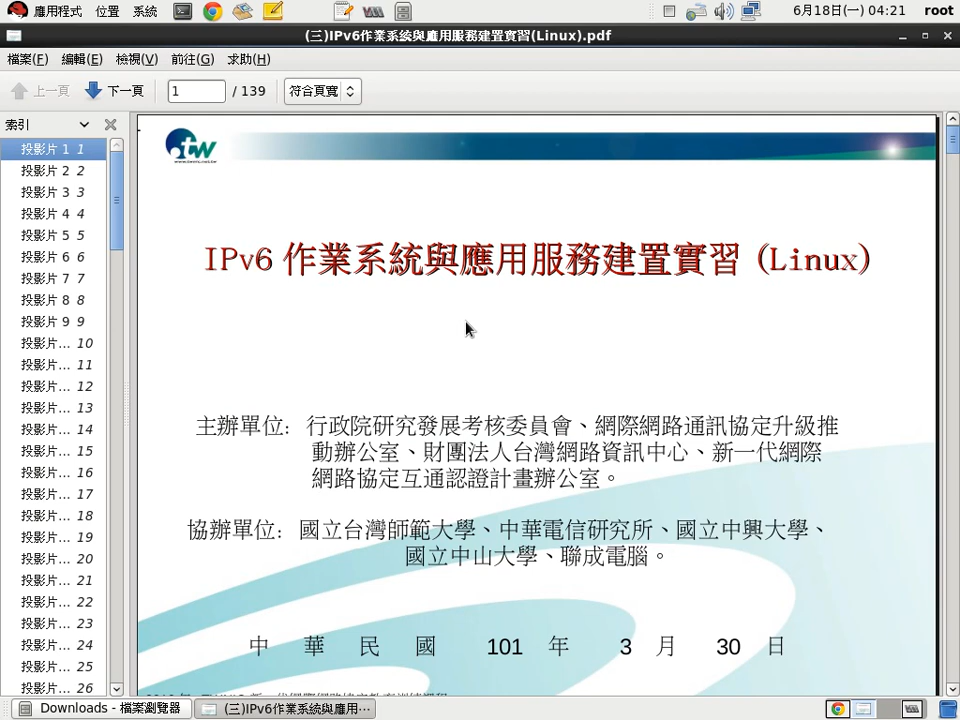 應用程式 位置 系統 6月18日(一) 04:21 root
(三)IPv6作業系統與應用服務建置實習(Linux).pdf
檔案(F) 編輯(E) 檢視(V) 前往(G) 求助(H)
上一頁 下一頁 1 / 139 符合頁寬
索引
投影片 1 1
投影片 2 2
投影片 3 3
投影片 4 4
投影片 5 5
投影片 6 6
投影片 7 7
投影片 8 8
投影片 9 9
投影片… 10
投影片… 11
投影片… 12
投影片… 13
投影片… 14
投影片… 15
投影片… 16
投影片… 17
投影片… 18
投影片… 19
投影片… 20
投影片… 21
投影片… 22
投影片… 23
投影片… 24
投影片… 25
投影片… 26
.tw
www.twnic.net.tw
IPv6 作業系統與應用服務建置實習 (Linux)
主辦單位: 行政院研究發展考核委員會、網際網路通訊協定升級推
動辦公室、財團法人台灣網路資訊中心、新一代網際
網路協定互通認證計畫辦公室。
協辦單位: 國立台灣師範大學、中華電信研究所、國立中興大學、
國立中山大學、聯成電腦。
中 華 民 國 101 年 3 月 30 日
Downloads - 檔案瀏覽器 (三)IPv6作業系統與應用…